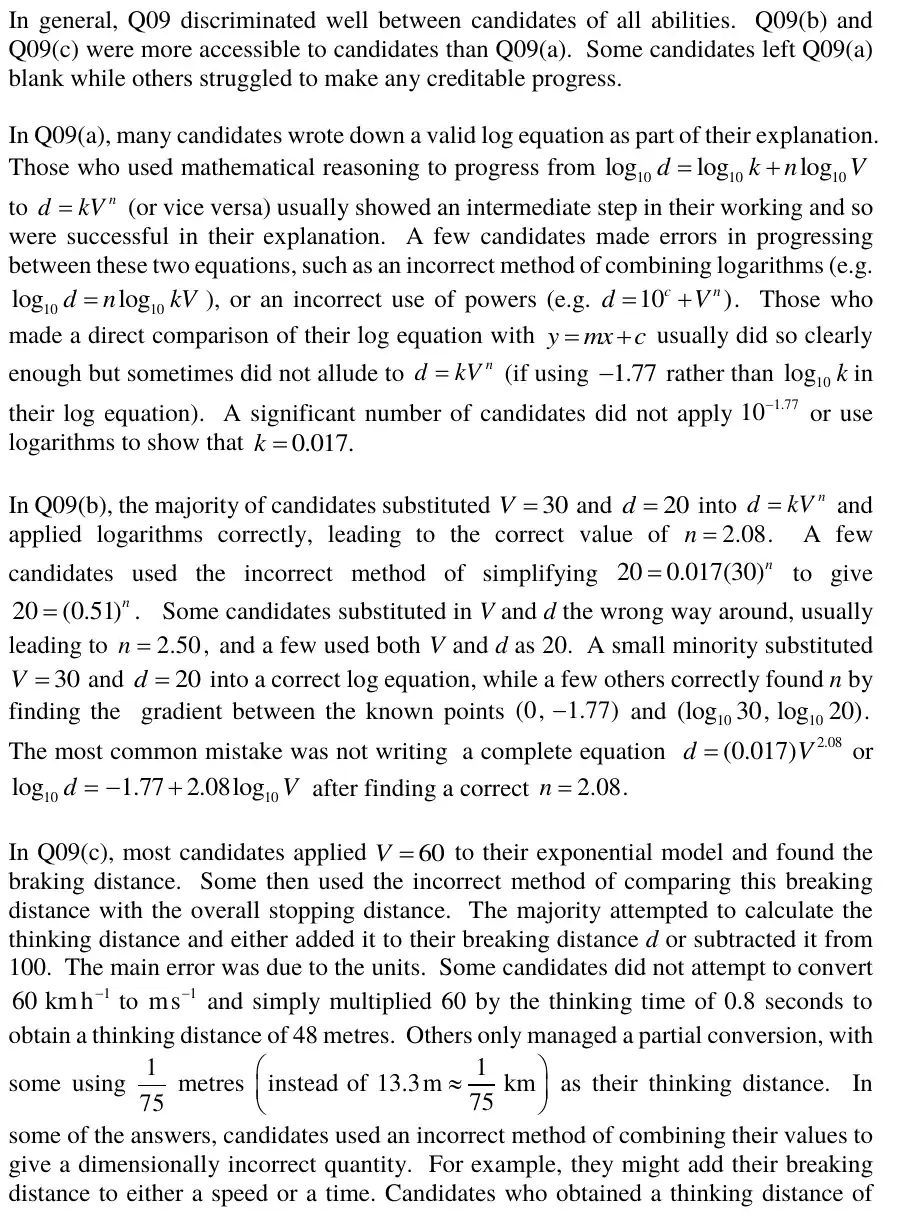 In general, Q09 discriminated well between candidates of all abilities. Q09(b) and
Q09(c) were more accessible to candidates than Q09(a). Some candidates left Q09(a)
blank while others struggled to make any creditable progress.
In Q09(a), many candidates wrote down a valid log equation as part of their explanation.
Those who used mathematical reasoning to progress from log₁₀ d = log₁₀ k + n log₁₀ V
to d = kVⁿ (or vice versa) usually showed an intermediate step in their working and so
were successful in their explanation. A few candidates made errors in progressing
between these two equations, such as an incorrect method of combining logarithms (e.g.
log₁₀ d = n log₁₀ kV ), or an incorrect use of powers (e.g. d = 10ᶜ + Vⁿ). Those who
made a direct comparison of their log equation with y = mx + c usually did so clearly
enough but sometimes did not allude to d = kVⁿ (if using −1.77 rather than log₁₀ k in
their log equation). A significant number of candidates did not apply 10^−1.77 or use
logarithms to show that k = 0.017.
In Q09(b), the majority of candidates substituted V = 30 and d = 20 into d = kVⁿ and
applied logarithms correctly, leading to the correct value of n = 2.08. A few
candidates used the incorrect method of simplifying 20 = 0.017(30)ⁿ to give
20 = (0.51)ⁿ. Some candidates substituted in V and d the wrong way around, usually
leading to n = 2.50, and a few used both V and d as 20. A small minority substituted
V = 30 and d = 20 into a correct log equation, while a few others correctly found n by
finding the gradient between the known points (0, −1.77) and (log₁₀ 30, log₁₀ 20).
The most common mistake was not writing a complete equation d = (0.017)V^2.08 or
log₁₀ d = −1.77 + 2.08 log₁₀ V after finding a correct n = 2.08.
In Q09(c), most candidates applied V = 60 to their exponential model and found the
braking distance. Some then used the incorrect method of comparing this breaking
distance with the overall stopping distance. The majority attempted to calculate the
thinking distance and either added it to their breaking distance d or subtracted it from
100. The main error was due to the units. Some candidates did not attempt to convert
60 km h⁻¹ to m s⁻¹ and simply multiplied 60 by the thinking time of 0.8 seconds to
obtain a thinking distance of 48 metres. Others only managed a partial conversion, with
some using 1/75 metres (instead of 13.3 m ≈ 1/75 km) as their thinking distance. In
some of the answers, candidates used an incorrect method of combining their values to
give a dimensionally incorrect quantity. For example, they might add their breaking
distance to either a speed or a time. Candidates who obtained a thinking distance of